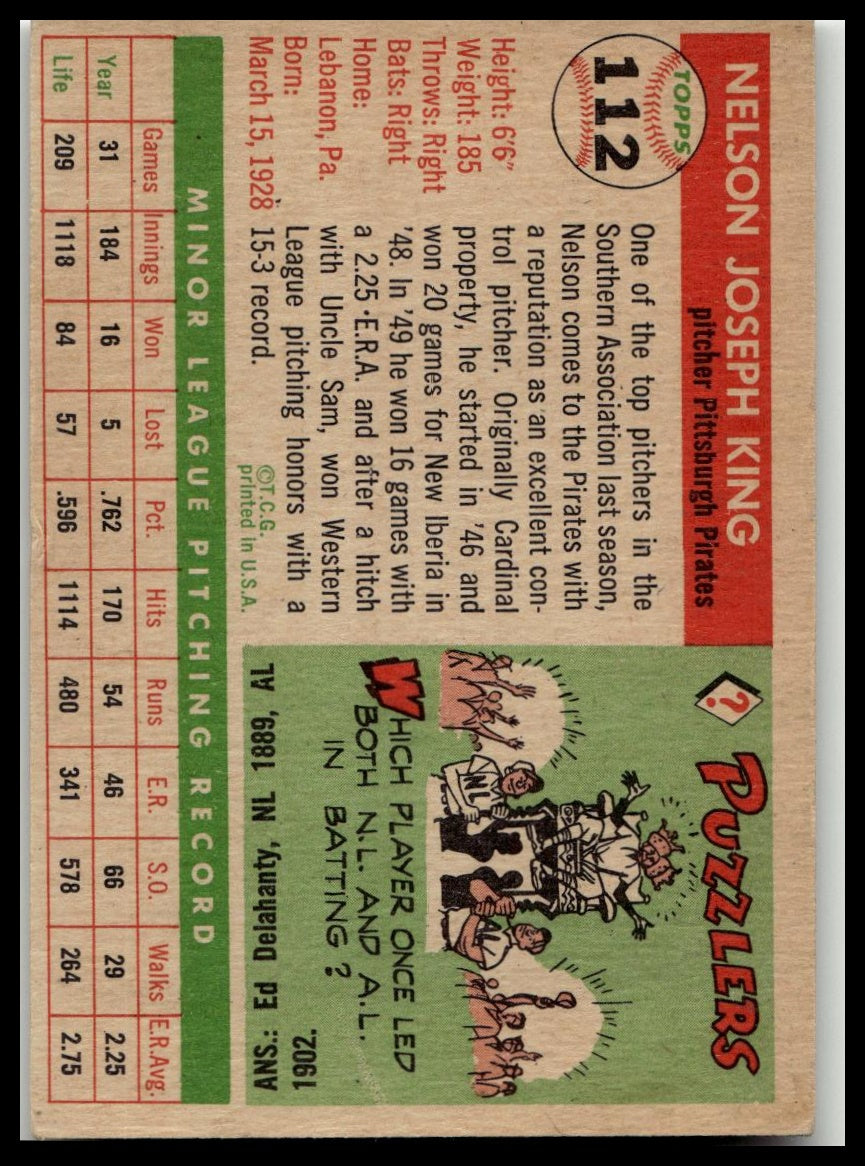 TOPPS
112
NELSON JOSEPH KING
pitcher Pittsburgh Pirates
Height: 6'6"
Weight: 185
Throws: Right
Bats: Right
Home:
Lebanon, Pa.
Born:
March 15, 1928
One of the top pitchers in the
Southern Association last season,
Nelson comes to the Pirates with
a reputation as an excellent con-
trol pitcher. Originally Cardinal
property, he started in '46 and
won 20 games for New Iberia in
'48. In '49 he won 16 games with
a 2.25 E.R.A. and after a hitch
with Uncle Sam, won Western
League pitching honors with a
15-3 record.
©T.C.G.
printed in U.S.A.
? PUZZLERS
NL
AL
WHICH PLAYER ONCE LED
BOTH N.L. AND A.L.
IN BATTING?
ANS.: Ed Delahanty, NL 1889, AL
1902.
MINOR LEAGUE PITCHING RECORD
Games Innings Won Lost Pct. Hits Runs E.R. S.O. Walks E.R.Avg.
Year 31 184 16 5 .762 170 54 46 66 29 2.25
Life 209 1118 84 57 .596 1114 480 341 578 264 2.75